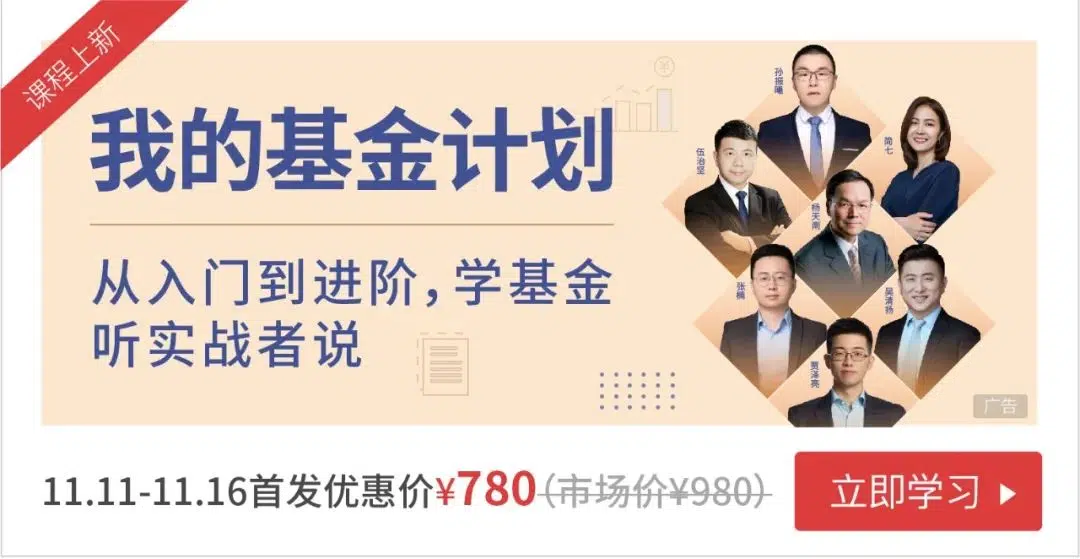 课程上新
我的基金计划
从入门到进阶，学基金
听实战者说
孙振曦
伍治坚
简七
杨天南
张楠
吴清扬
贾泽亮
广告
11.11-11.16首发优惠价¥780（市场价¥980）
立即学习